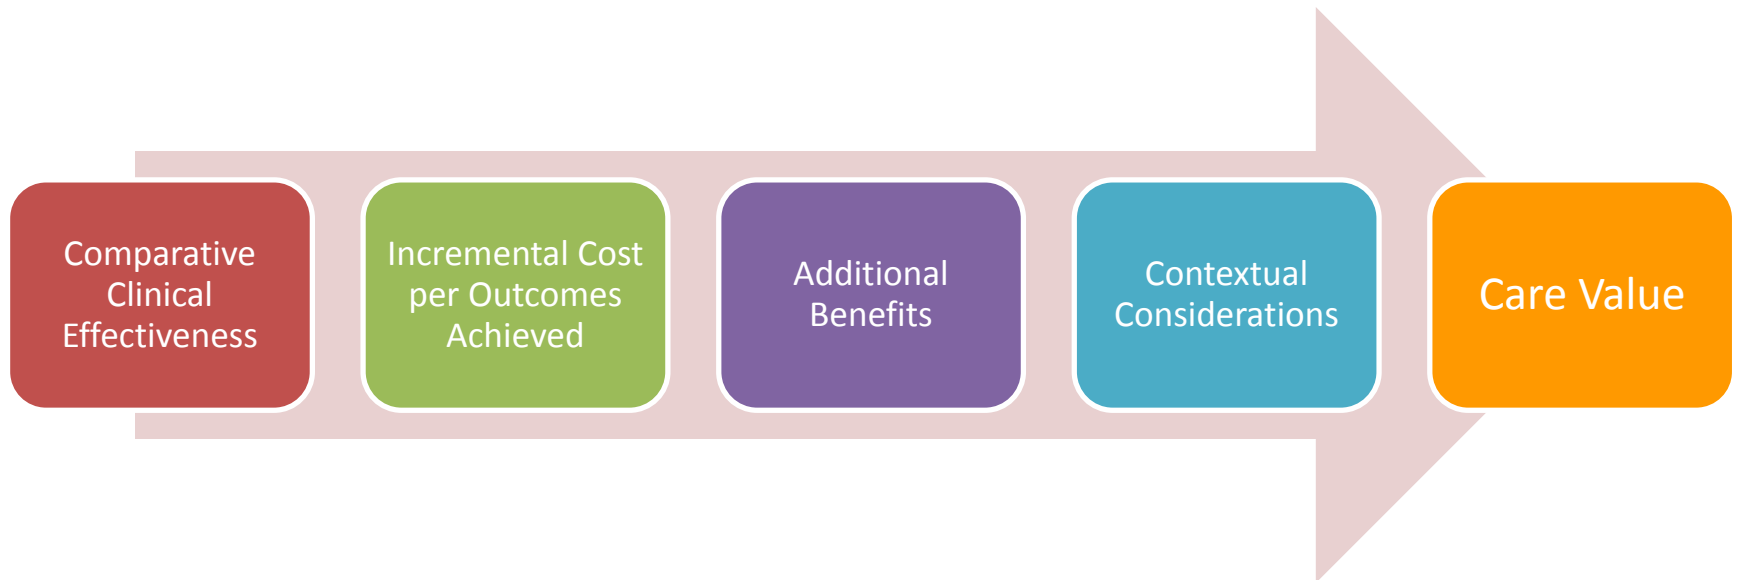 Comparative
Clinical
Effectiveness
Incremental Cost
per Outcomes
Achieved
Additional
Benefits
Contextual
Considerations
Care Value